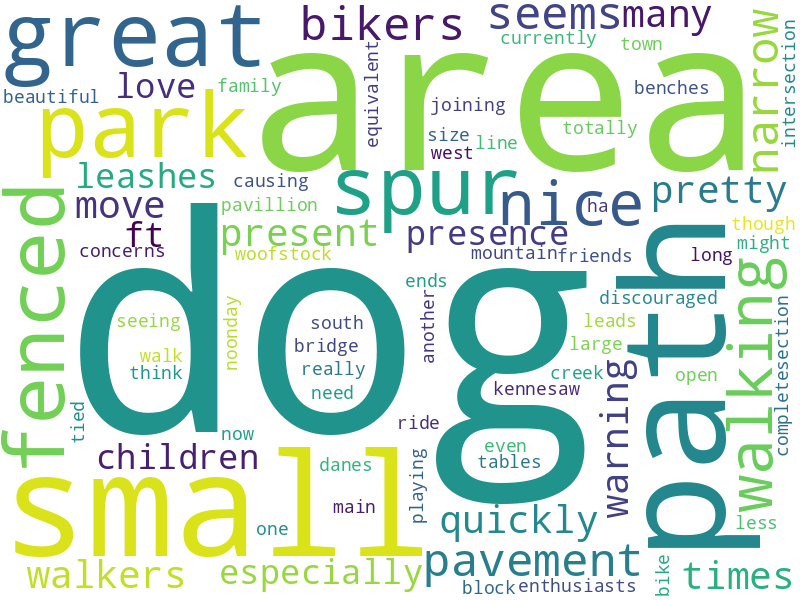 great
bikers
seems
many
currently
town
area
narrow
intersection
beautiful
love
family
equivalent
joining
benches
park
size
line
totally
west
leashes
causing
spur
nice
pretty
fenced
move
pavillion
ha
ft
present
presence
though
concerns
woofstock
mountain
friends
long
might
dog
path
walking
ends
discouraged
seeing
south
noonday
another
leads
completesection
bridge
walk
really
large
think
need
kennesaw
creek
open
warning
tied
now
ride
children
small
danes
even
tables
playing
main
one
quickly
less
walkers
especially
pavement
block
enthusiasts
bike
times